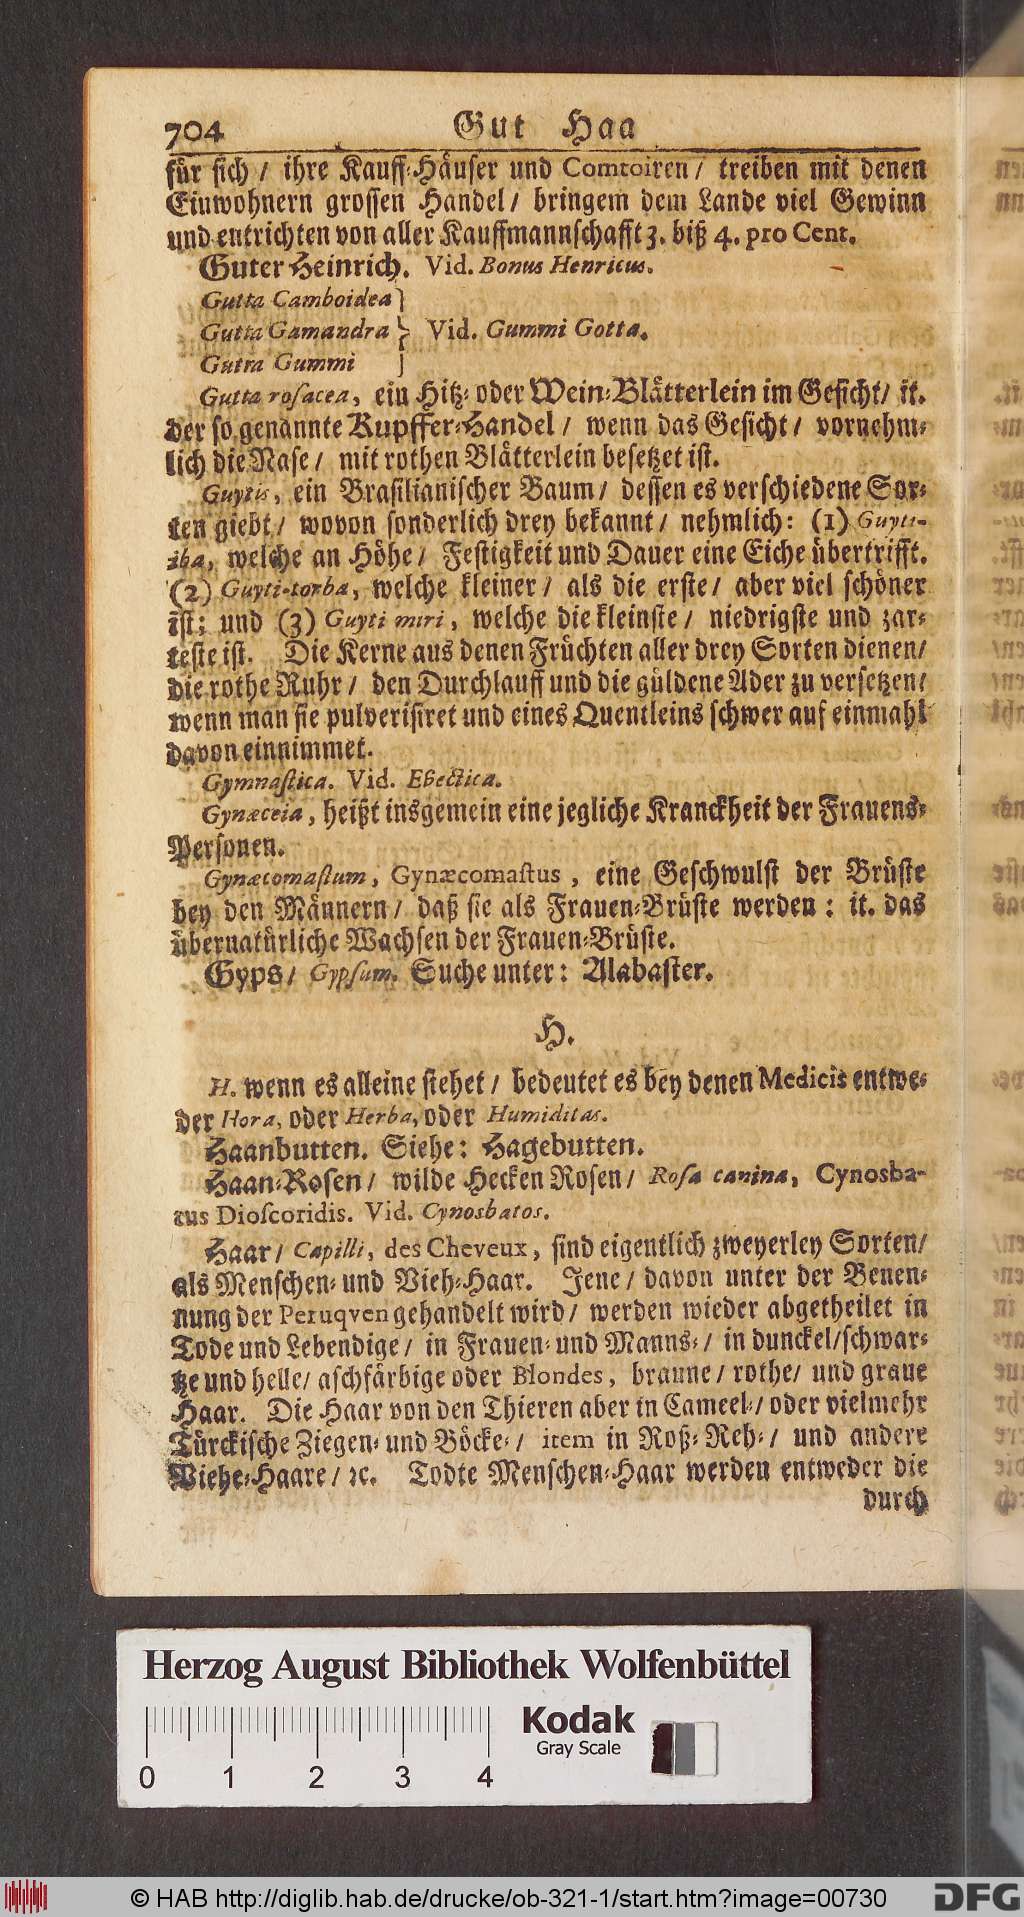 704 Gut Haa
für sich / ihre Kauff-Häuser und Comtoiren / treiben mit denen
Einwohnern grossen Handel / bringem dem Lande viel Gewinn
und entrichten von aller Kauffmannschafft 3. biß 4. pro Cent.
Guter Heinrich. Vid. Bonus Henricus.
Gutta Camboidea }
Gutta Gamandra } Vid. Gummi Gotta.
Gutta Gummi }
Gutta rosacea, ein Hitz- oder Wein-Blätterlein im Gesicht / it.
der so genannte Kupffer-Handel / wenn das Gesicht / vornehm-
lich die Nase / mit rothen Blätterlein besetzet ist.
Guytis, ein Brasilianischer Baum / dessen es verschiedene Sor-
ten giebt / wovon sonderlich drey bekannt / nehmlich: (1) Guyti-
iba, welche an Höhe / Festigkeit und Dauer eine Eiche übertrifft.
(2) Guyti-torba, welche kleiner / als die erste / aber viel schöner
ist; und (3) Guyti miri, welche die kleinste / niedrigste und zar-
teste ist. Die Kerne aus denen Früchten aller drey Sorten dienen /
die rothe Ruhr / den Durchlauff und die güldene Ader zu versetzen /
wenn man sie pulverisiret und eines Quentleins schwer auf einmahl
davon einnimmet.
Gymnastica. Vid. Ebectica.
Gynæceia, heißt insgemein eine jegliche Kranckheit der Frauens-
Personen.
Gynæcomastum, Gynæcomastus, eine Geschwulst der Brüste
bey den Männern / daß sie als Frauen-Brüste werden: it. das
übernatürliche Wachsen der Frauen-Brüste.
Gyps / Gypsum. Suche unter: Alabaster.
H.
H. wenn es alleine stehet / bedeutet es bey denen Medicis entwe-
der Hora, oder Herba, oder Humiditas.
Haanbutten. Siehe: Hagebutten.
Haan-Rosen / wilde Hecken Rosen / Rosa canina, Cynosba-
tus Dioscoridis. Vid. Cynosbatos.
Haar / Capilli, des Cheveux, sind eigentlich zweyerley Sorten /
als Menschen- und Vieh-Haar. Jene / davon unter der Benen-
nung der Peruqven gehandelt wird / werden wieder abgetheilet in
Tode und Lebendige / in Frauen- und Manns- / in dunckel / schwar-
tze und helle / aschfärbige oder Blondes, braune / rothe / und graue
Haar. Die Haar von den Thieren aber in Cameel- / oder vielmehr
Türckische Ziegen- und Böcke- / item in Roß- Reh- / und andere
Viehe-Haare / ꝛc. Todte Menschen-Haar werden entweder die
durch
Herzog August Bibliothek Wolfenbüttel
Kodak
Gray Scale
0 1 2 3 4
© HAB http://diglib.hab.de/drucke/ob-321-1/start.htm?image=00730
DFG